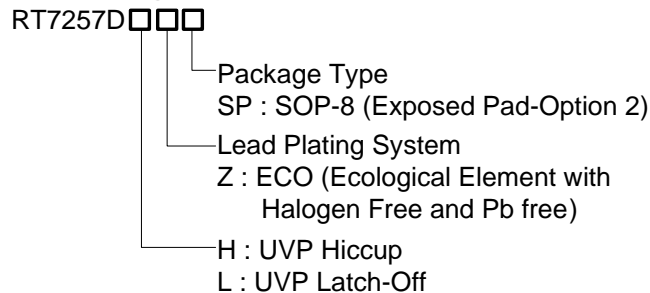 RT7257D
Package Type
SP : SOP-8 (Exposed Pad-Option 2)
Lead Plating System
Z : ECO (Ecological Element with
Halogen Free and Pb free)
H : UVP Hiccup
L : UVP Latch-Off